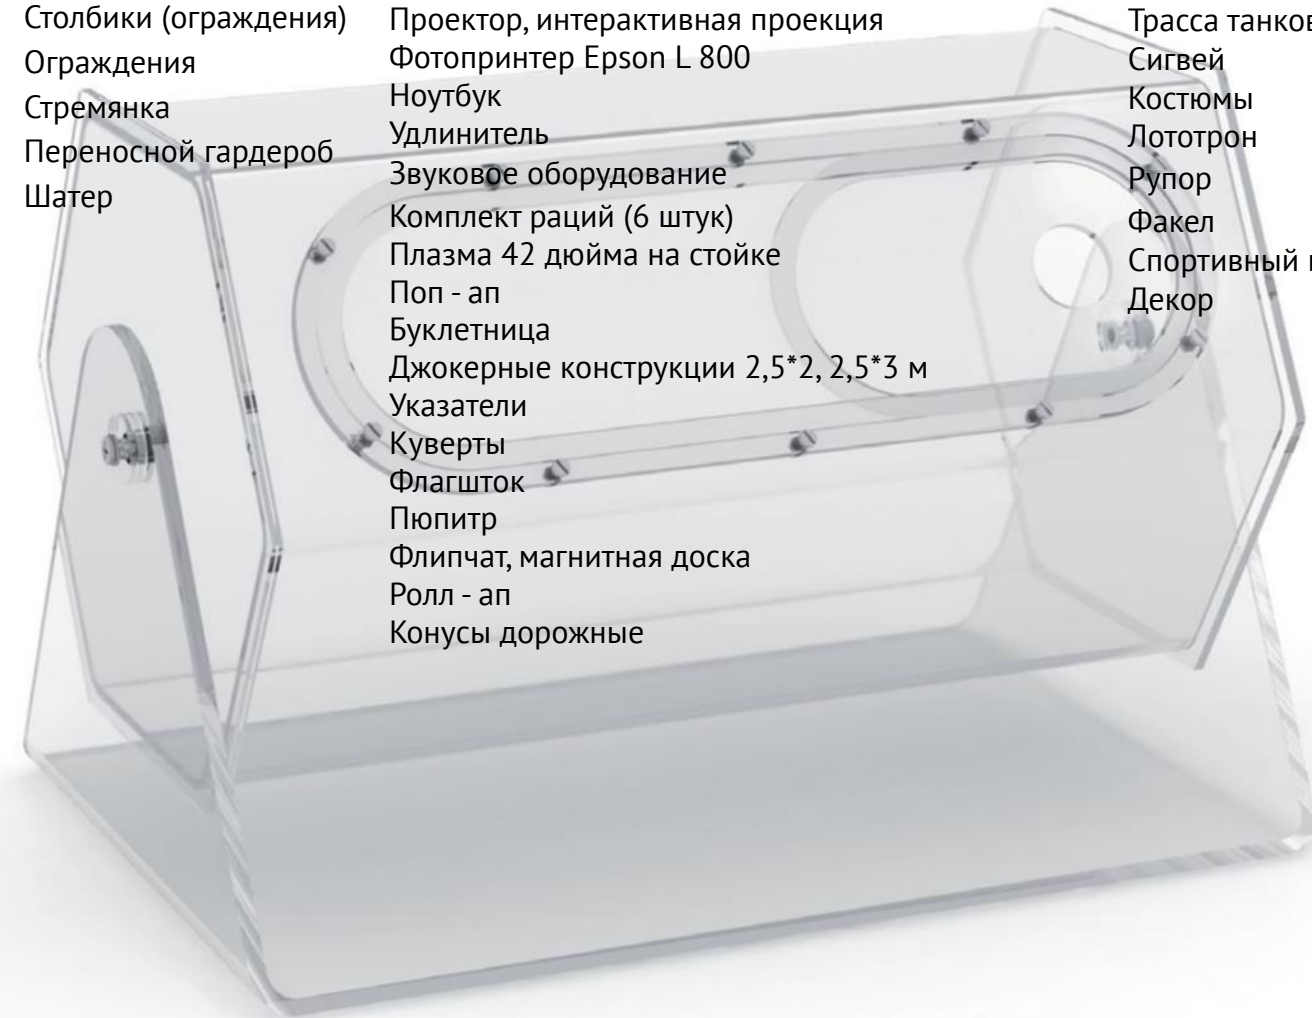 Столбики (ограждения)
Ограждения
Стремянка
Переносной гардероб
Шатер
Проектор, интерактивная проекция
Фотопринтер Epson L 800
Ноутбук
Удлинитель
Звуковое оборудование
Комплект раций (6 штук)
Плазма 42 дюйма на стойке
Поп - ап
Буклетница
Джокерные конструкции 2,5*2, 2,5*3 м
Указатели
Куверты
Флагшток
Пюпитр
Флипчат, магнитная доска
Ролл - ап
Конусы дорожные
Трасса
Сигвей
Костюмы
Лототрон
Рупор
Факел
Спортивный
Декор